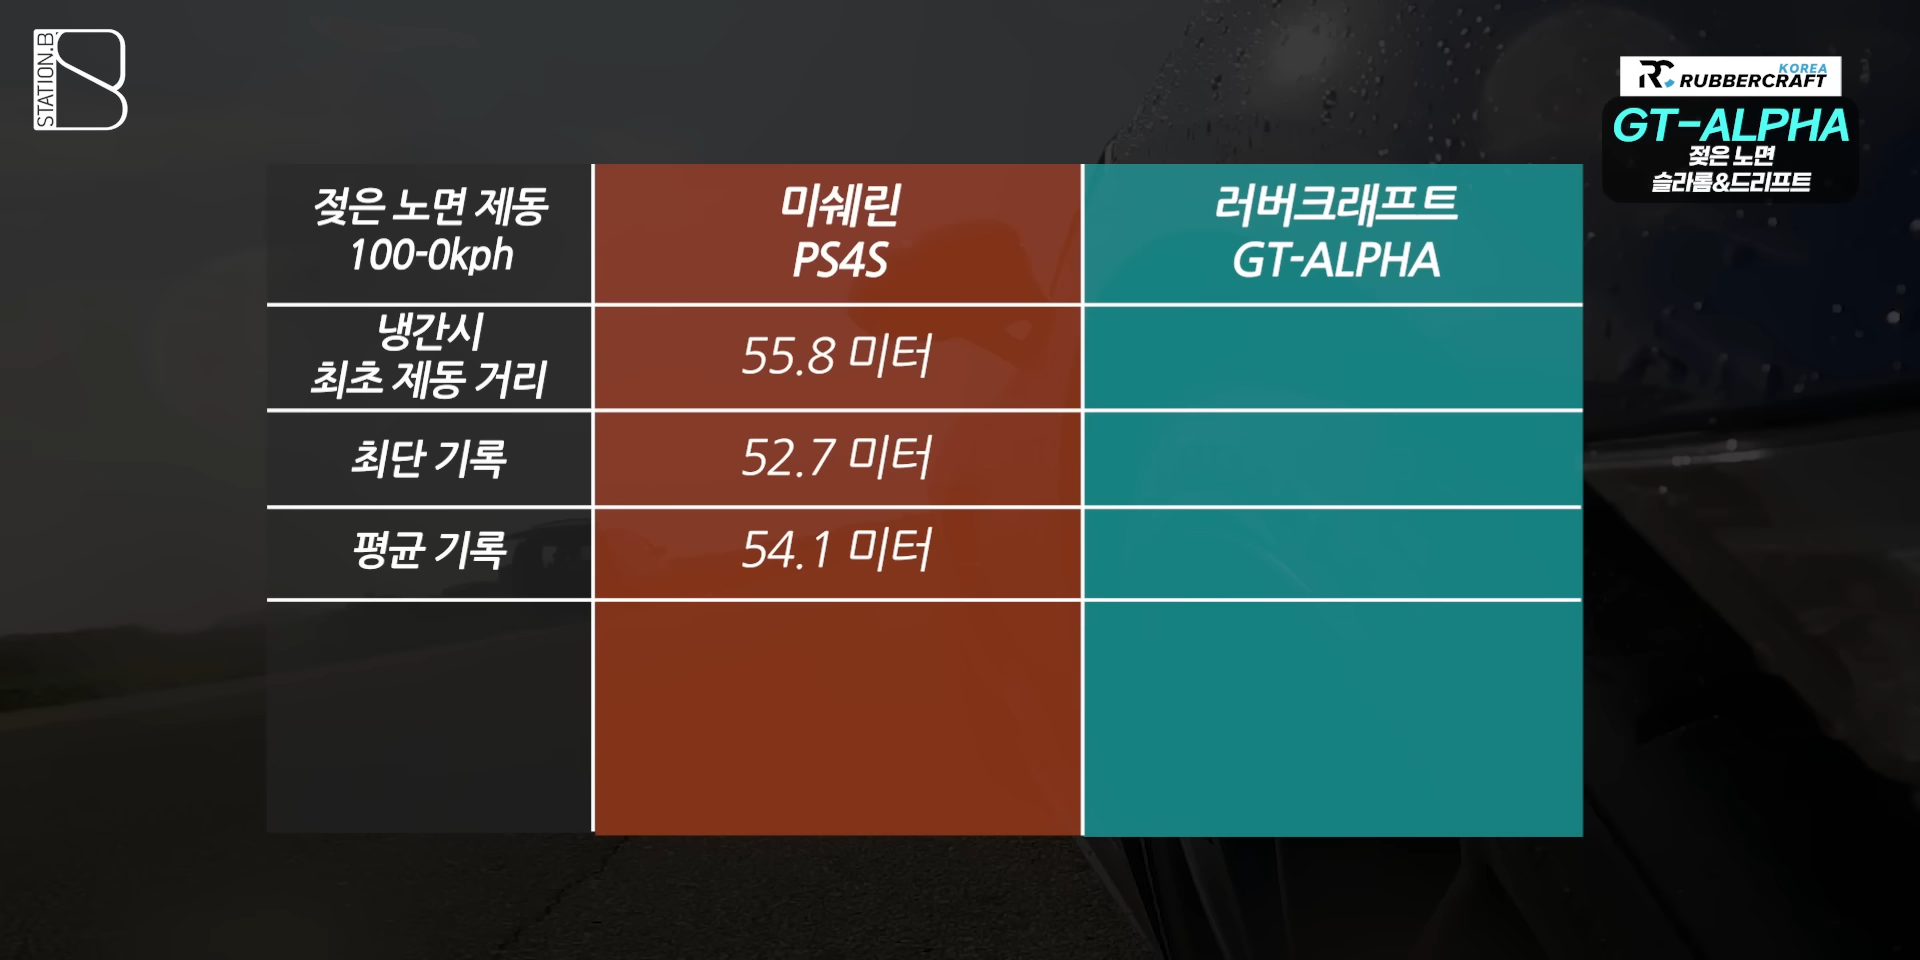 STATION.B
KOREA
RUBBERCRAFT
GT-ALPHA
젖은 노면
슬라롬&드리프트
젖은 노면 제동
100-0kph
미쉐린
PS4S
러버크래프트
GT-ALPHA
냉간시
최초 제동 거리
55.8 미터
최단 기록
52.7 미터
평균 기록
54.1 미터